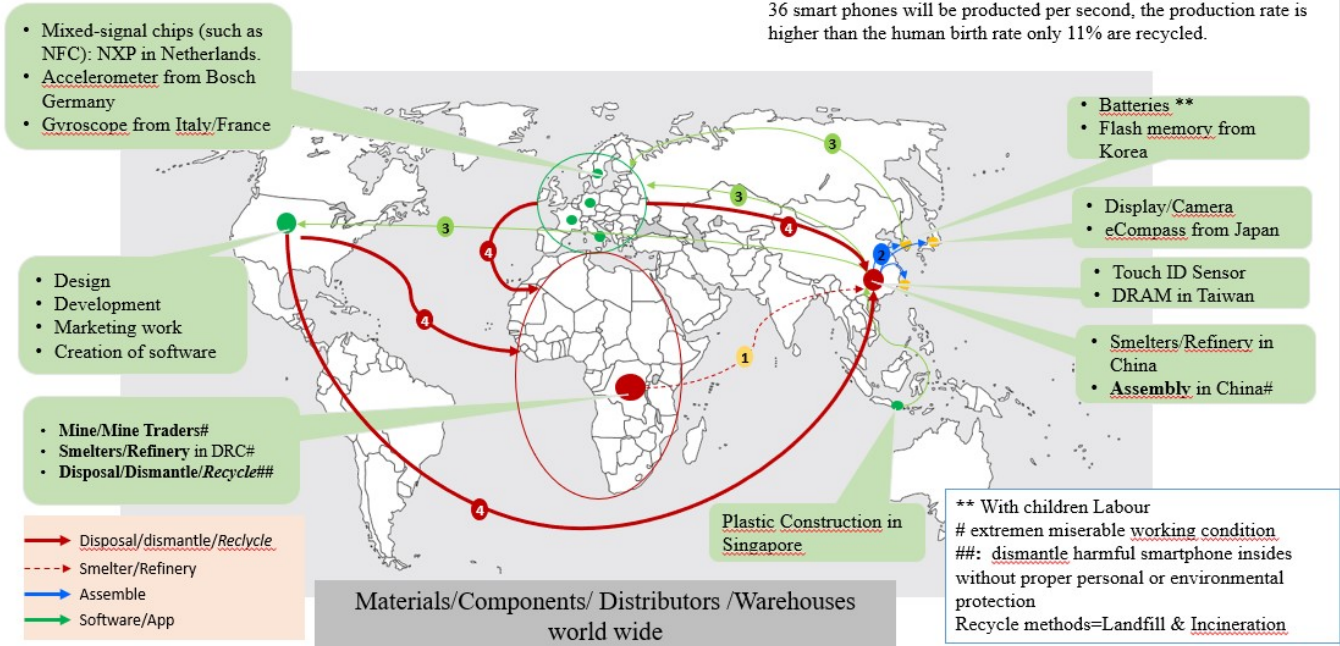 36 smart phones will be producted per second, the production rate is
higher than the human birth rate only 11% are recycled.
• Mixed-signal chips (such as
NFC): NXP in Netherlands.
• Accelerometer from Bosch
Germany
• Gyroscope from Italy/France
• Batteries **
• Flash memory from
Korea
• Display/Camera
• eCompass from Japan
• Touch ID Sensor
• DRAM in Taiwan
• Smelters/Refinery in
China
• Assembly in China#
• Design
• Development
• Marketing work
• Creation of software
• Mine/Mine Traders#
• Smelters/Refinery in DRC#
• Disposal/Dismantle/Recycle##
3
3
3
4
4
2
4
1
4
Plastic Construction in
Singapore
Disposal/dismantle/Reclycle
Smelter/Refinery
Assemble
Software/App
Materials/Components/ Distributors /Warehouses
world wide
** With children Labour
# extremen miserable working condition
##: dismantle harmful smartphone insides
without proper personal or environmental
protection
Recycle methods=Landfill & Incineration